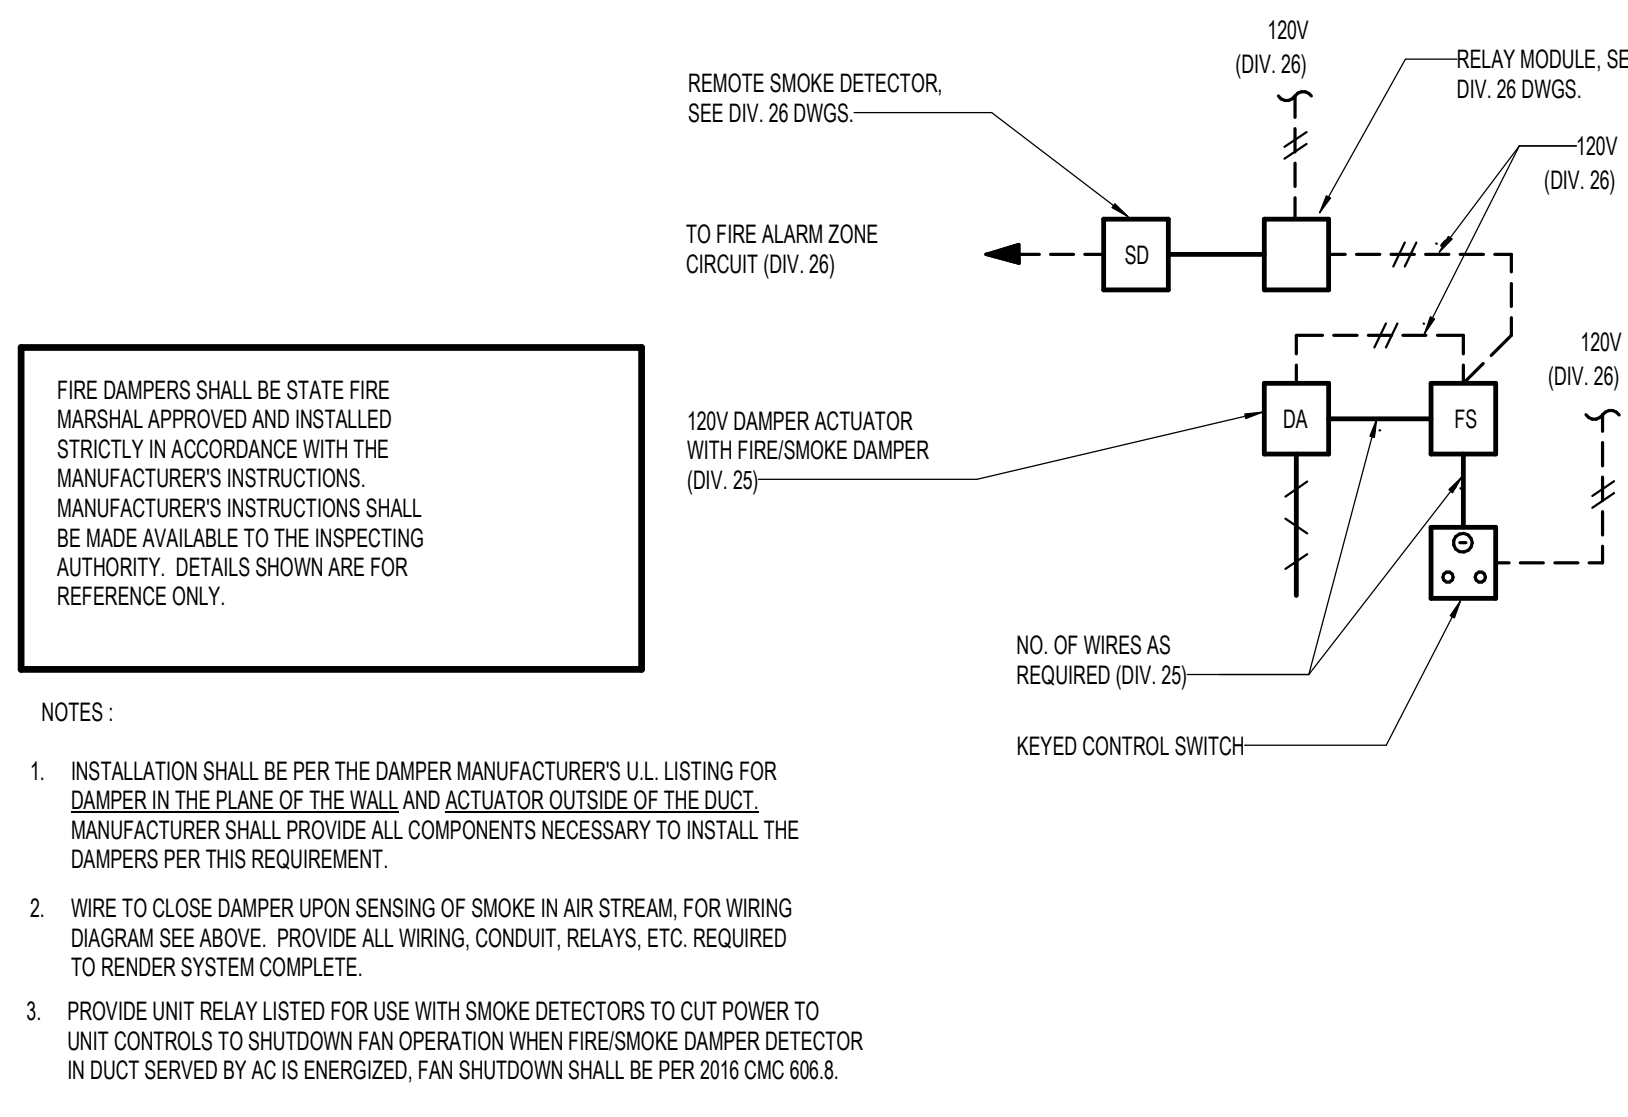 120V
(DIV. 26)
RELAY MODULE, SE
DIV. 26 DWGS.
REMOTE SMOKE DETECTOR,
SEE DIV. 26 DWGS.
120V
(DIV. 26)
TO FIRE ALARM ZONE
CIRCUIT (DIV. 26)
SD
120V
(DIV. 26)
120V DAMPER ACTUATOR
WITH FIRE/SMOKE DAMPER
(DIV. 25)
DA
FS
NO. OF WIRES AS
REQUIRED (DIV. 25)
KEYED CONTROL SWITCH
FIRE DAMPERS SHALL BE STATE FIRE
MARSHAL APPROVED AND INSTALLED
STRICTLY IN ACCORDANCE WITH THE
MANUFACTURER'S INSTRUCTIONS.
MANUFACTURER'S INSTRUCTIONS SHALL
BE MADE AVAILABLE TO THE INSPECTING
AUTHORITY.  DETAILS SHOWN ARE FOR
REFERENCE ONLY.
NOTES :
1. INSTALLATION SHALL BE PER THE DAMPER MANUFACTURER'S U.L. LISTING FOR
DAMPER IN THE PLANE OF THE WALL AND ACTUATOR OUTSIDE OF THE DUCT.
MANUFACTURER SHALL PROVIDE ALL COMPONENTS NECESSARY TO INSTALL THE
DAMPERS PER THIS REQUIREMENT.
2. WIRE TO CLOSE DAMPER UPON SENSING OF SMOKE IN AIR STREAM, FOR WIRING
DIAGRAM SEE ABOVE.  PROVIDE ALL WIRING, CONDUIT, RELAYS, ETC. REQUIRED
TO RENDER SYSTEM COMPLETE.
3. PROVIDE UNIT RELAY LISTED FOR USE WITH SMOKE DETECTORS TO CUT POWER TO
UNIT CONTROLS TO SHUTDOWN FAN OPERATION WHEN FIRE/SMOKE DAMPER DETECTOR
IN DUCT SERVED BY AC IS ENERGIZED, FAN SHUTDOWN SHALL BE PER 2016 CMC 606.8.